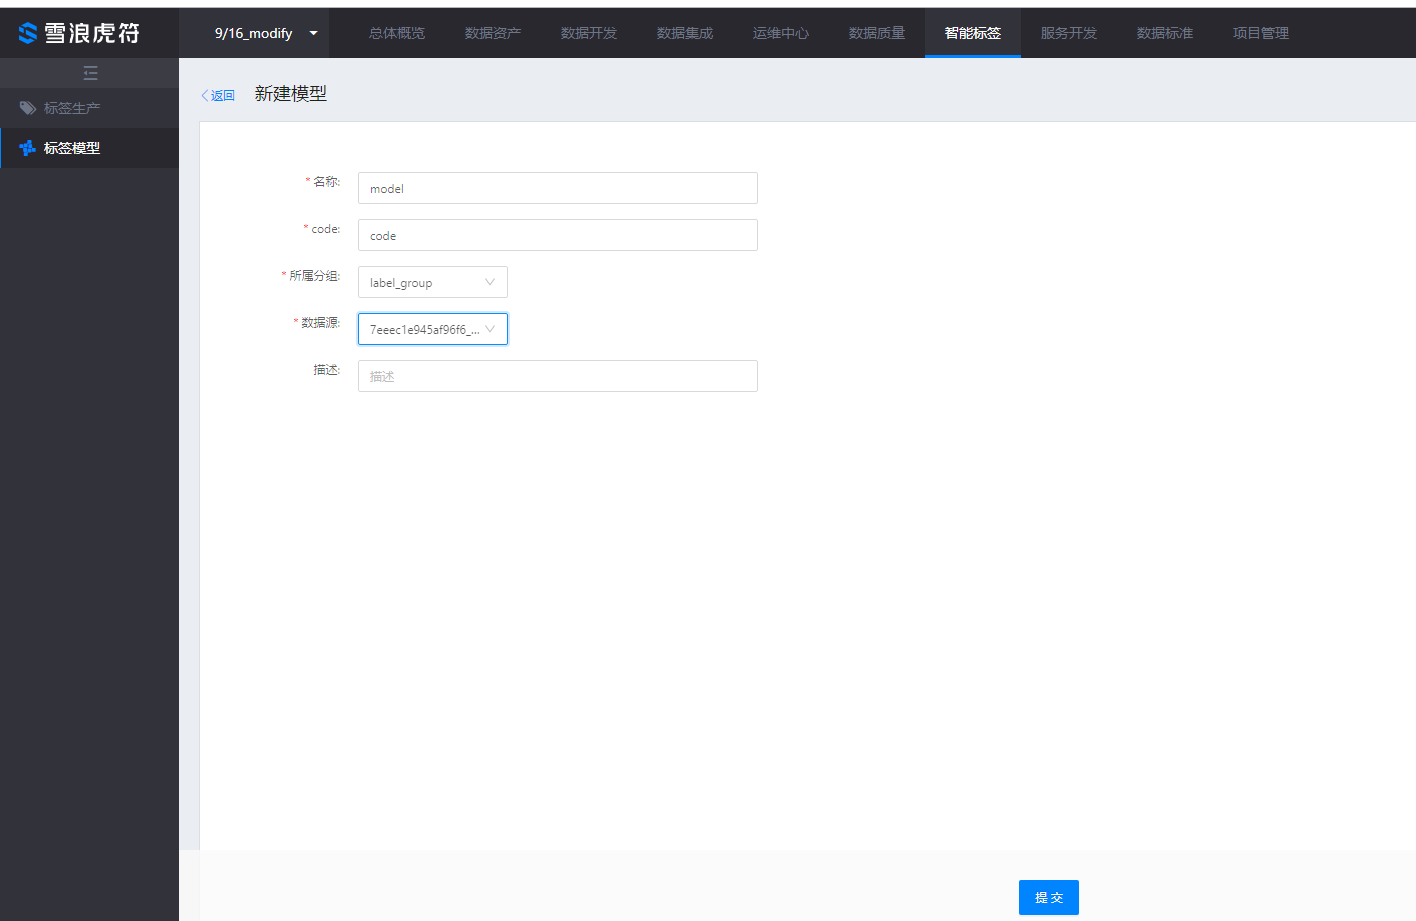 雪浪虎符
9/16_modify
总体概览 数据资产 数据开发 数据集成 运维中心 数据质量 智能标签 服务开发 数据标准 项目管理
标签生产
标签模型
返回 新建模型
* 名称: model
* code: code
* 所属分组: label_group
* 数据源: 7eeec1e945af96f6_...
描述: 描述
提交